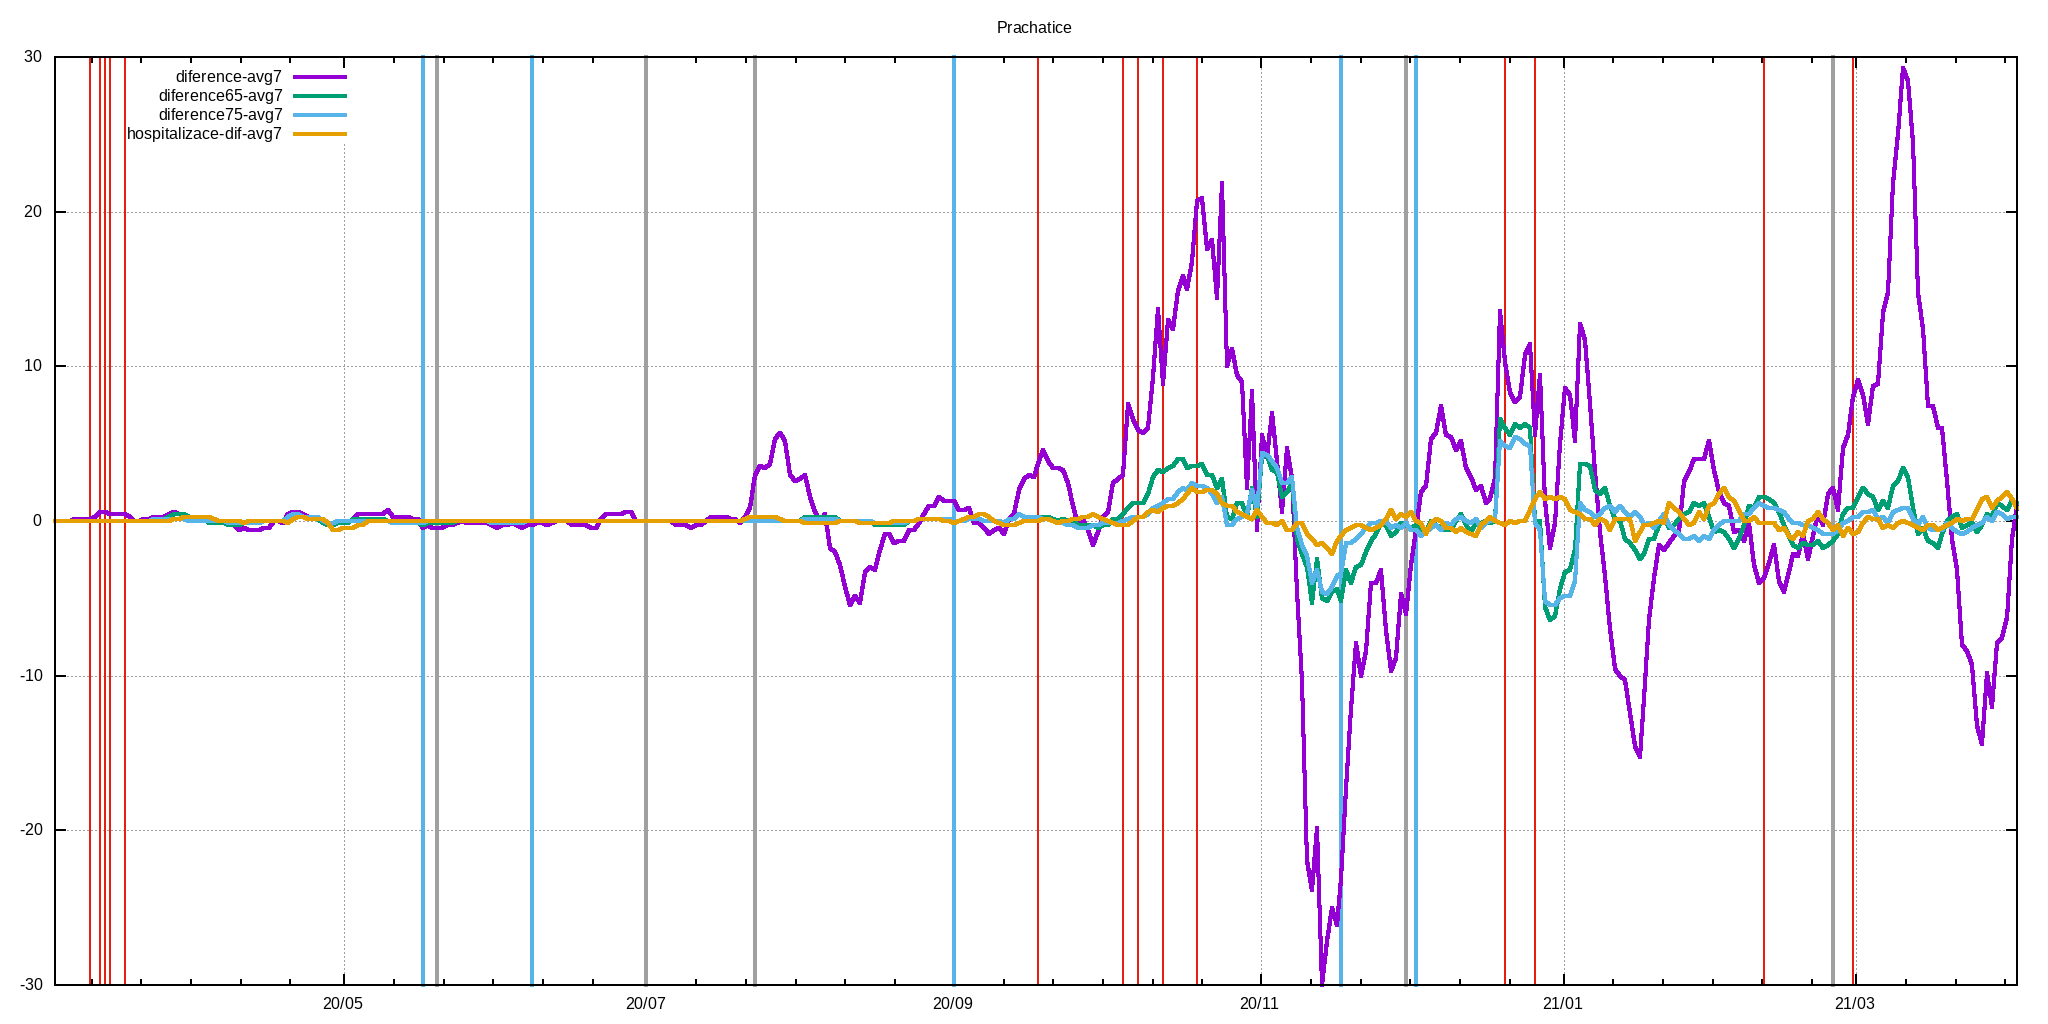 Prachatice
30
diference-avg7
diference65-avg7
diference75-avg7
hospitalizace-dif-avg7
20
10
0
-10
-20
-30
20/05 20/07 20/09 20/11 21/01 21/03